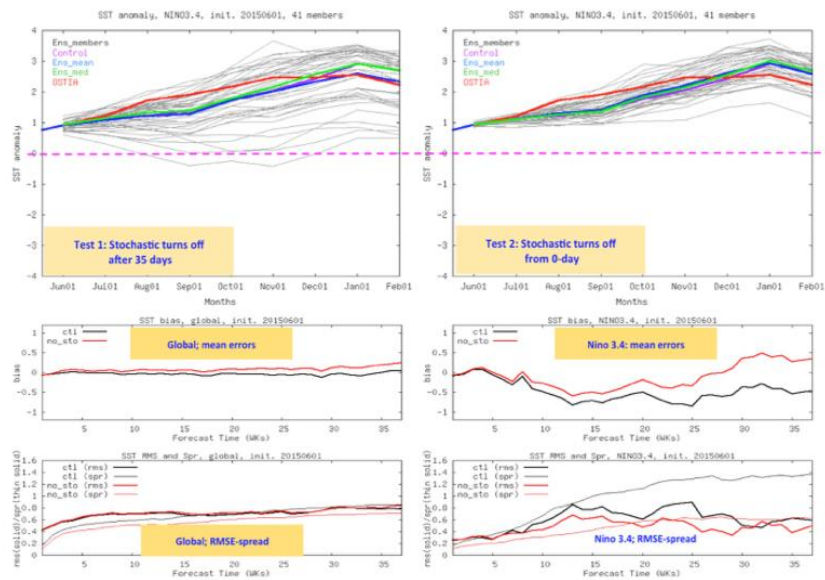 SST anomaly, NINO3.4, init. 20150601, 41 members
4
3
2
1
0
-1
-2
-3
-4
SST anomaly
Ens_members
Control
Ens_mean
Ens_med
OSTIA
Test 1: Stochastic turns off
after 35 days
Jun01 Jul01 Aug01 Sep01 Oct01 Nov01 Dec01 Jan01 Feb01
Months
SST anomaly, NINO3.4, init. 20150601, 41 members
4
3
2
1
0
-1
-2
-3
-4
SST anomaly
Ens_members
Control
Ens_mean
Ens_med
OSTIA
Test 2: Stochastic turns off
from 0-day
Jun01 Jul01 Aug01 Sep01 Oct01 Nov01 Dec01 Jan01 Feb01
Months
SST bias, global, init. 20150601
1
0.5
0
-0.5
-1
bias
ctl
no_sto
Global; mean errors
5 10 15 20 25 30 35
Forecast Time (WKs)
SST bias, NINO3.4, init. 20150601
1
0.5
0
-0.5
-1
bias
ctl
no_sto
Nino 3.4: mean errors
5 10 15 20 25 30 35
Forecast Time (WKs)
SST RMS and Spr, global, init. 20150601
1.6
1.4
1.2
1
0.8
0.6
0.4
0.2
0
rms(solid)/spr(thin solid)
ctl (rms)
ctl (spr)
no_sto (rms)
no_sto (spr)
Global; RMSE-spread
5 10 15 20 25 30 35
Forecast Time (WKs)
SST RMS and Spr, NINO3.4, init. 20150601
1.6
1.4
1.2
1
0.8
0.6
0.4
0.2
0
rms(solid)/spr(thin solid)
ctl (rms)
ctl (spr)
no_sto (rms)
no_sto (spr)
Nino 3.4; RMSE-spread
5 10 15 20 25 30 35
Forecast Time (WKs)